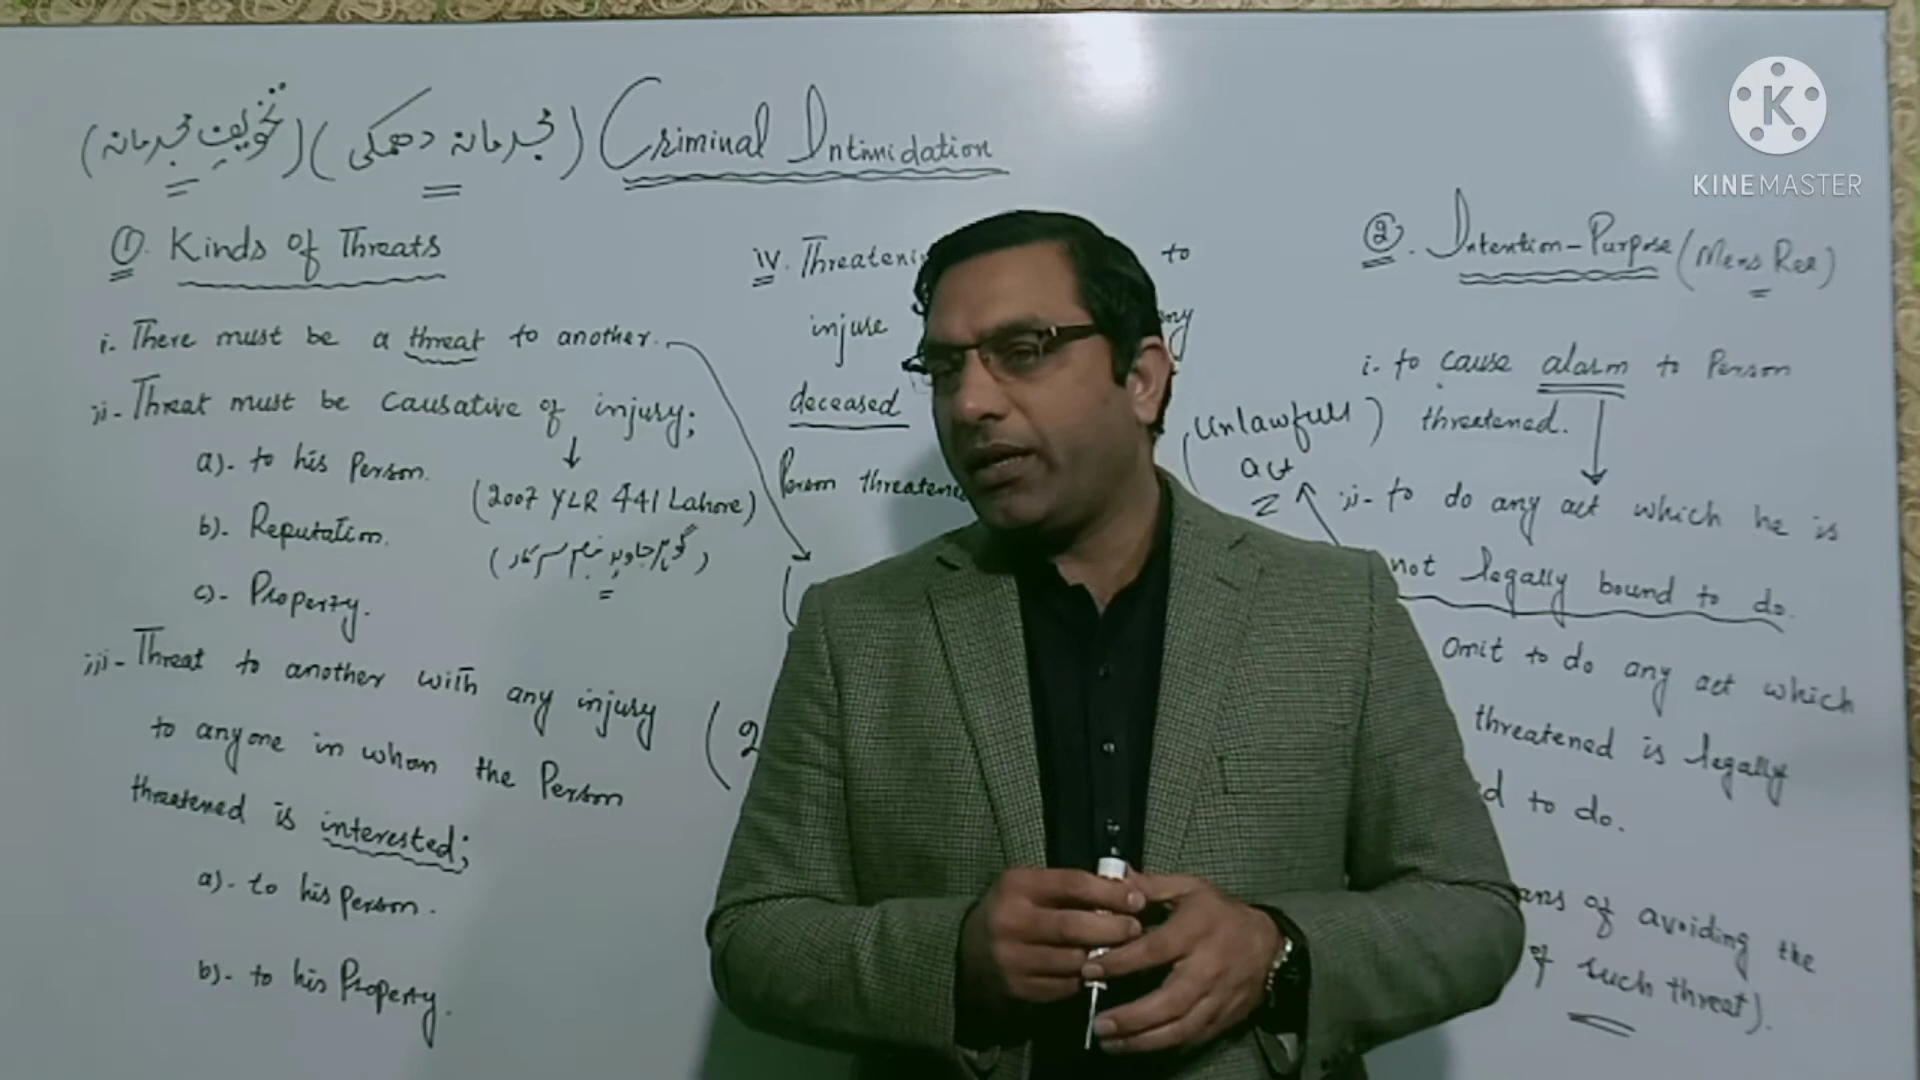 (تخویفِ مجرمانہ) (مجرمانہ دھمکی) Criminal Intimidation
KINEMASTER
①. Kinds of Threats
i- There must be a threat to another.
ii- Threat must be causative of injury;
a)- to his Person.
b)- Reputation.
c)- Property.
(2007 YLR 441 Lahore)
iii- Threat to another with any injury
to anyone in whom the Person
threatened is interested;
a)- to his Person.
b)- to his Property.
iv. to
injure
deceased
Person
(2
②. Intention-Purpose (Mens Rea)
i- to cause alarm to Person
threatened.
(unlawfull) act
ii- to do any act which he is
not legally bound to do.
omit to do any act which
threatened is legally
to do.
of avoiding the
of such threat).